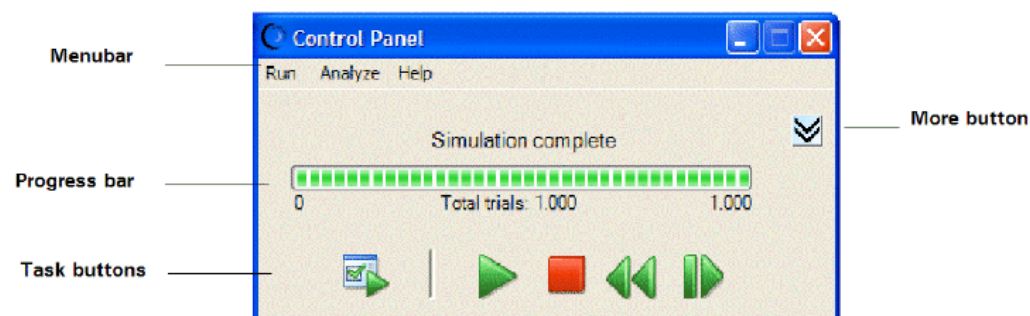 Control Panel
Menubar
Run Analyze Help
More button
Simulation complete
Progress bar
0 Total trials: 1.000 1.000
Task buttons